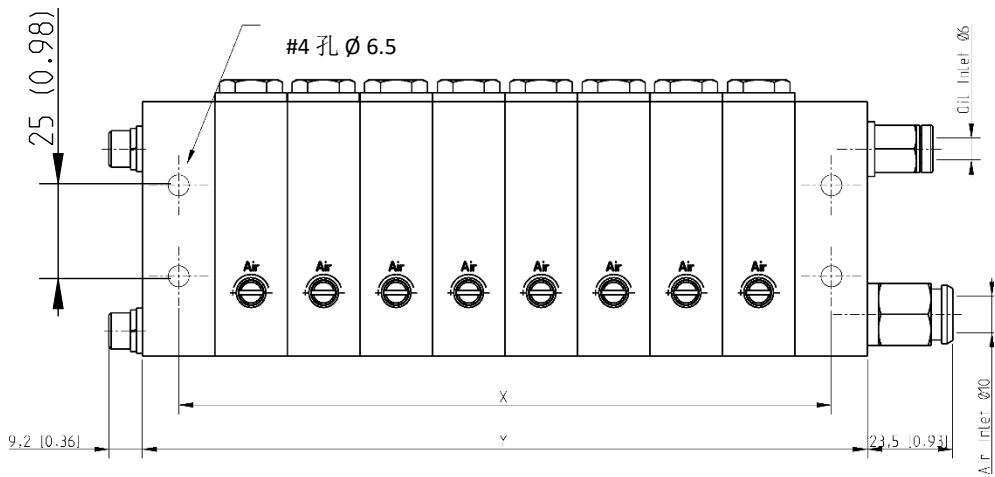 #4 孔 Ø 6.5
25 (0.98)
Oil Inlet Ø6
Air
Air
Air
Air
Air
Air
Air
Air
X
Y
9,2 [0.36]
23,5 [0.93]
Air Inlet Ø10